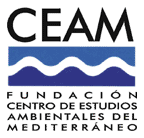 CEAM
FUNDACIÓN
CENTRO DE ESTUDIOS
AMBIENTALES DEL
MEDITERRÁNEO